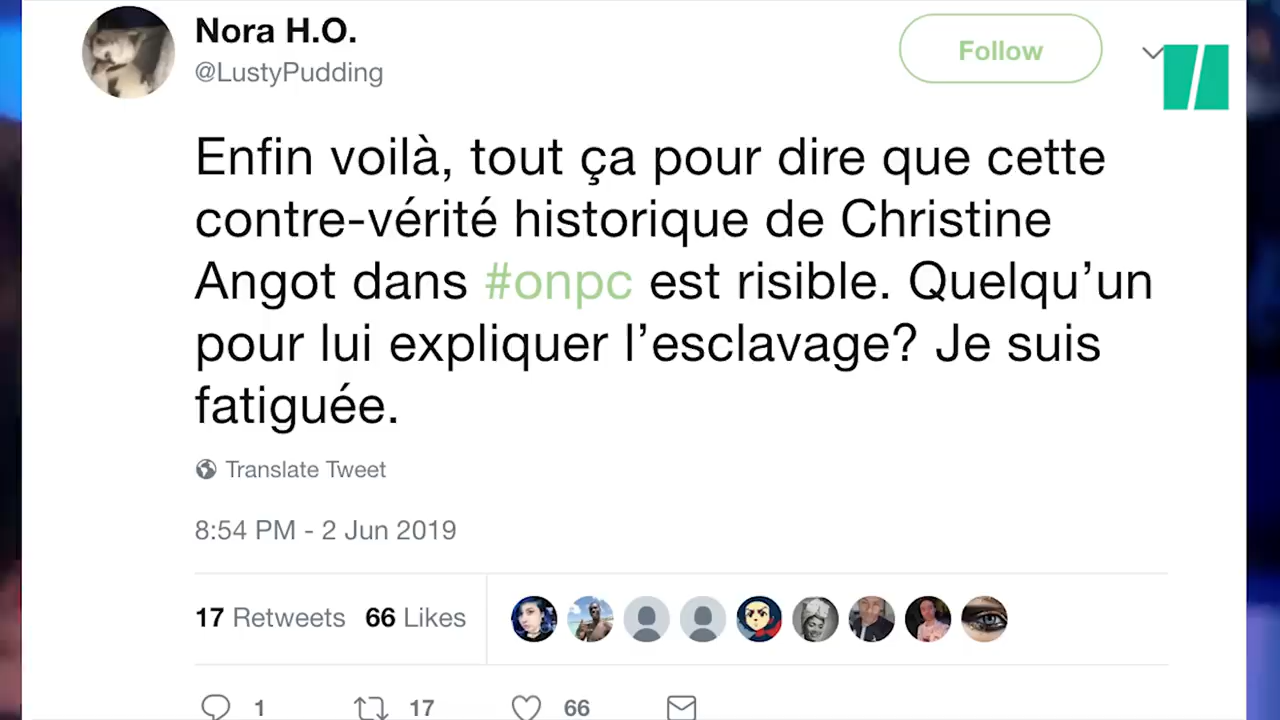 Nora H.O.
@LustyPudding
Follow
Enfin voilà, tout ça pour dire que cette
contre-vérité historique de Christine
Angot dans #onpc est risible. Quelqu’un
pour lui expliquer l’esclavage? Je suis
fatiguée.
Translate Tweet
8:54 PM - 2 Jun 2019
17 Retweets 66 Likes
1 17 66